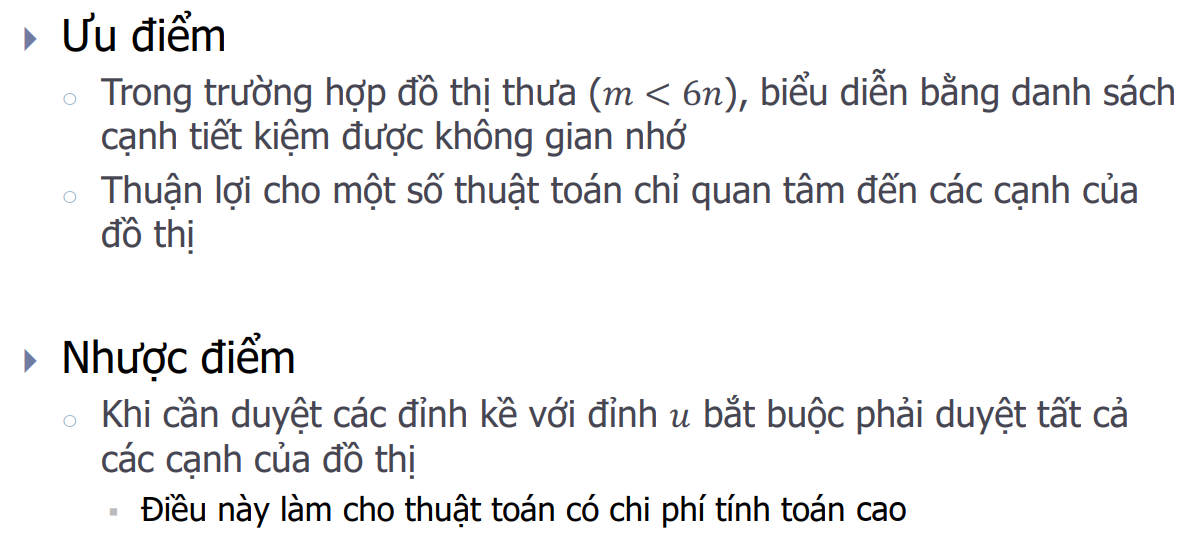 Ưu điểm
Trong trường hợp đồ thị thưa (m < 6n), biểu diễn bằng danh sách
cạnh tiết kiệm được không gian nhớ
Thuận lợi cho một số thuật toán chỉ quan tâm đến các cạnh của
đồ thị
Nhược điểm
Khi cần duyệt các đỉnh kề với đỉnh u bắt buộc phải duyệt tất cả
các cạnh của đồ thị
Điều này làm cho thuật toán có chi phí tính toán cao